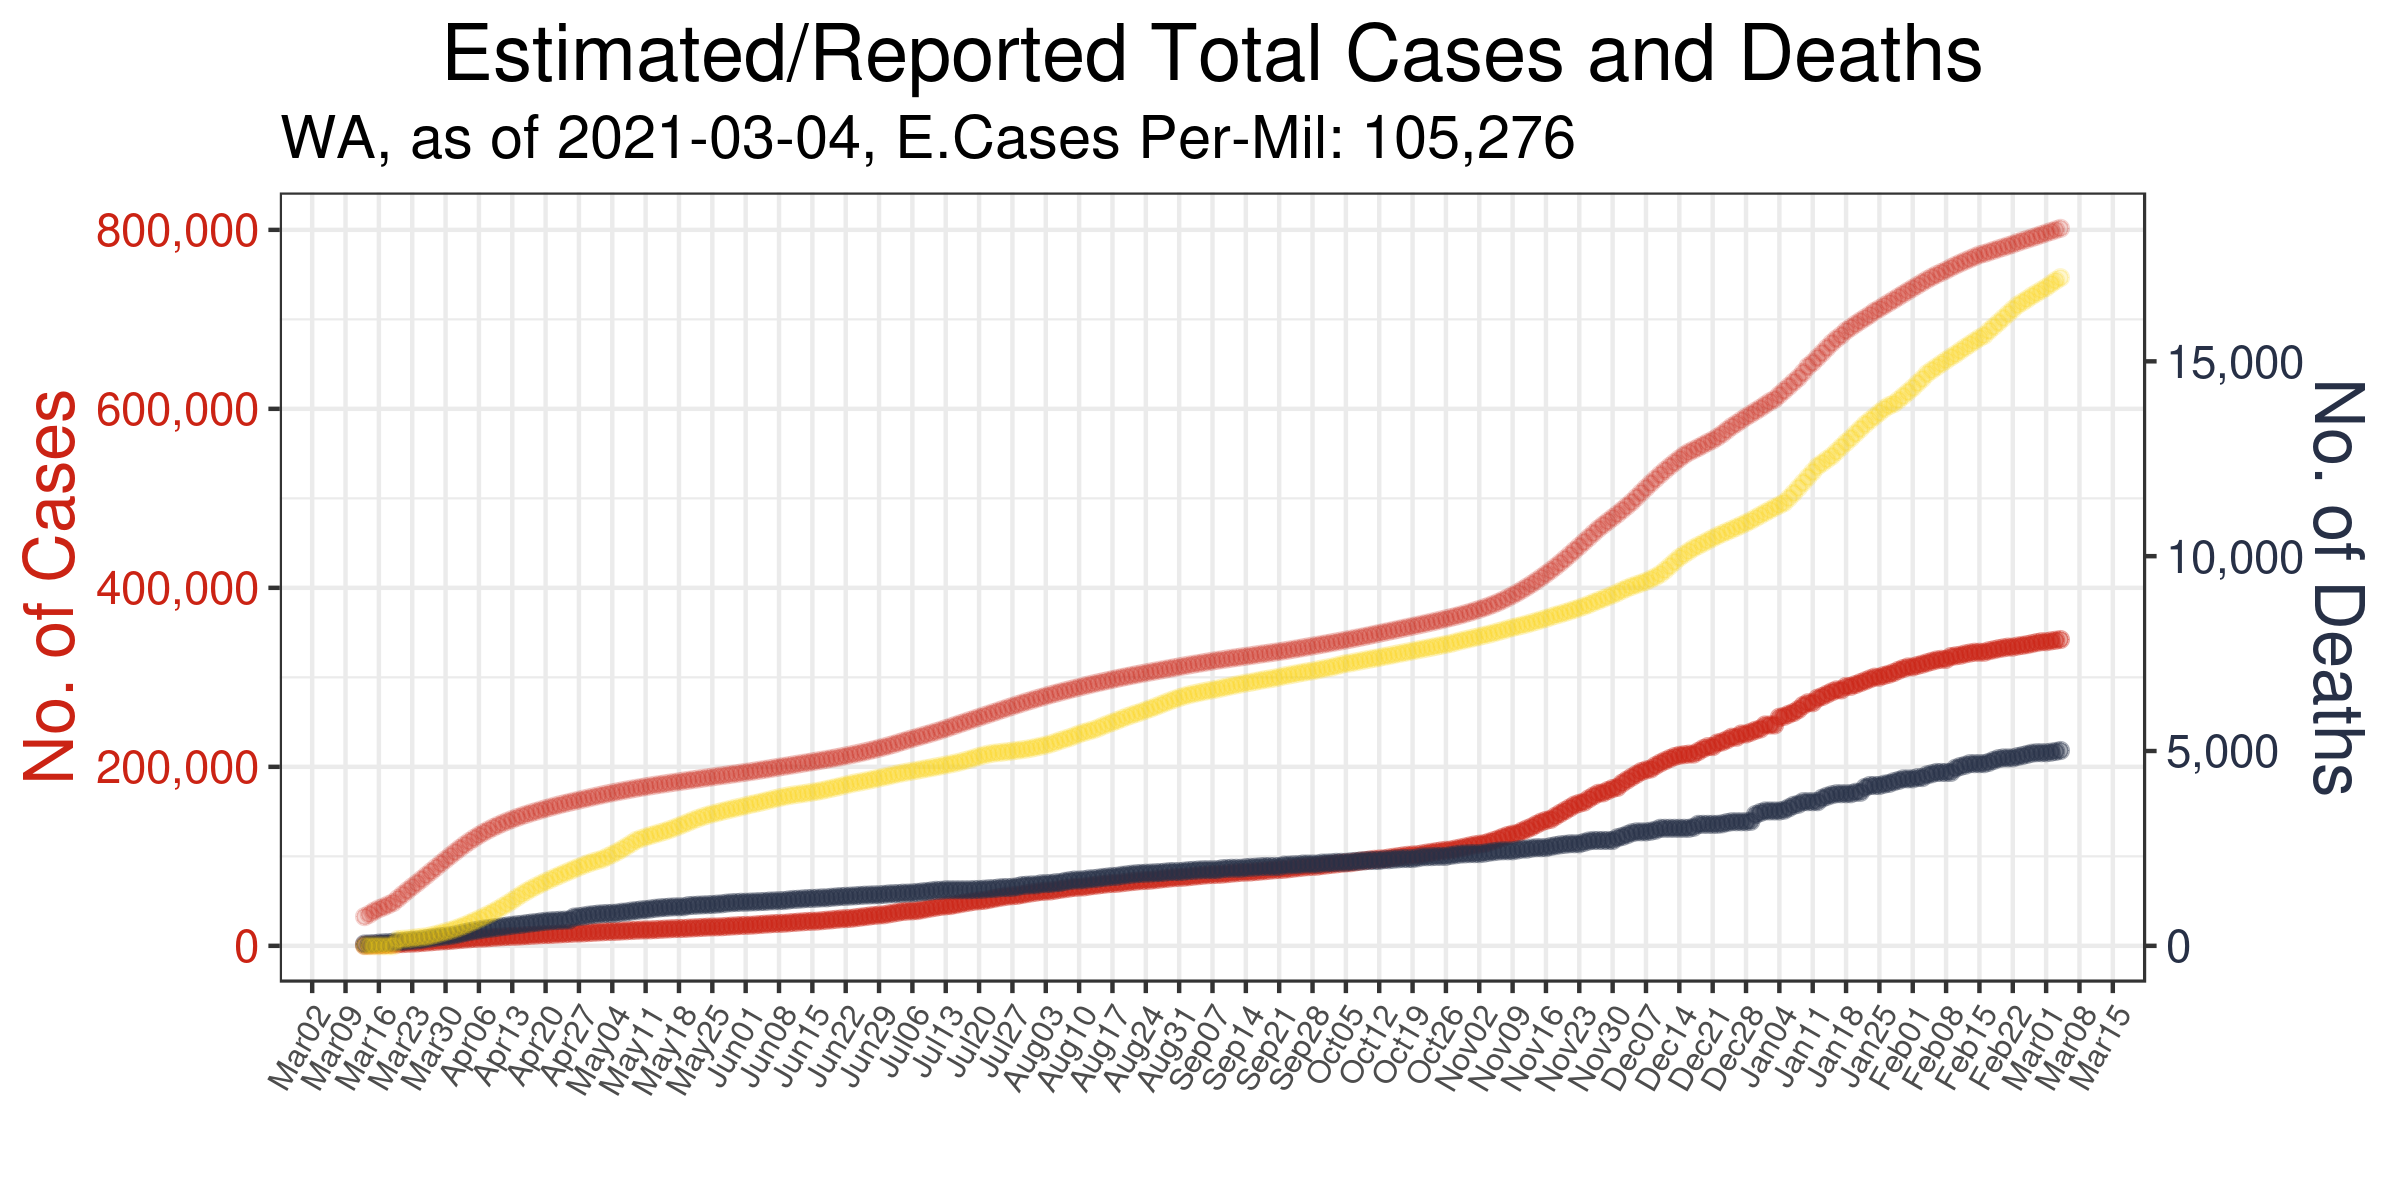 Estimated/Reported Total Cases and Deaths
WA, as of 2021-03-04, E.Cases Per-Mil: 105,276
No. of Cases
800,000
600,000
400,000
200,000
0
15,000
10,000
5,000
0
No. of Deaths
Mar02
Mar09
Mar16
Mar23
Mar30
Apr06
Apr13
Apr20
Apr27
May04
May11
May18
May25
Jun01
Jun08
Jun15
Jun22
Jun29
Jul06
Jul13
Jul20
Jul27
Aug03
Aug10
Aug17
Aug24
Aug31
Sep07
Sep14
Sep21
Sep28
Oct05
Oct12
Oct19
Oct26
Nov02
Nov09
Nov16
Nov23
Nov30
Dec07
Dec14
Dec21
Dec28
Jan04
Jan11
Jan18
Jan25
Feb01
Feb08
Feb15
Feb22
Mar01
Mar08
Mar15